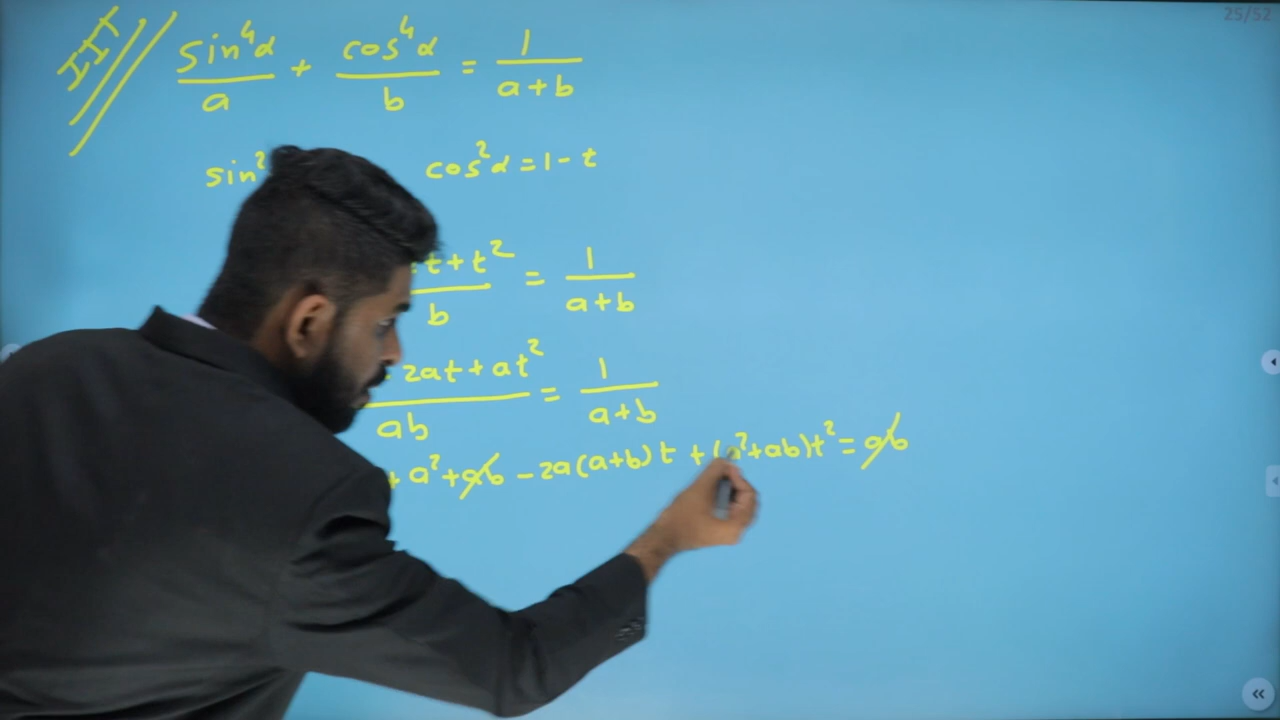 25/52
IIT
sin⁴α/a + cos⁴α/b = 1/(a+b)
sin² cos²α = 1 - t
t + t²/b = 1/(a+b)
2at + at²/ab = 1/(a+b)
+ a² + ab - 2a(a+b)t + (a²+ab)t² = ab